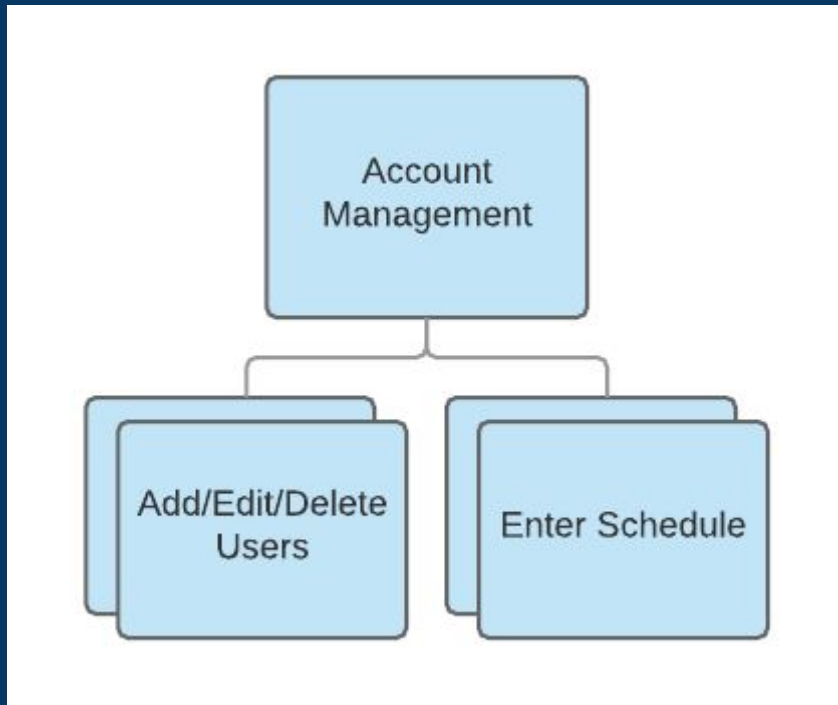 Account
Management
Add/Edit/Delete
Users
Enter Schedule